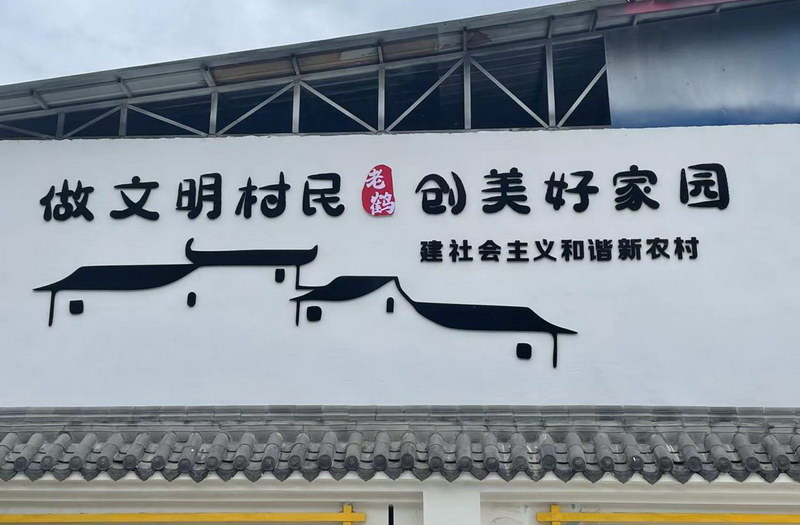 做文明村民 老鹤 创美好家园
建社会主义和谐新农村